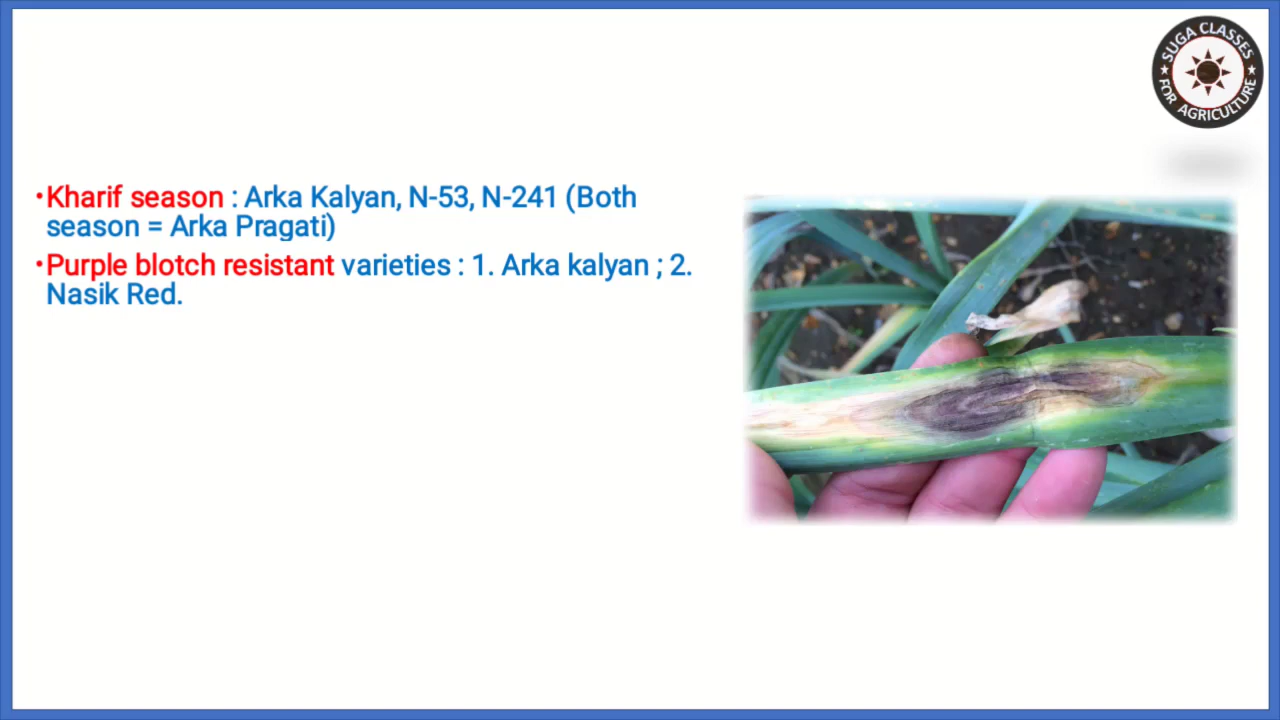 SUGA CLASSES
FOR AGRICULTURE
•Kharif season : Arka Kalyan, N-53, N-241 (Both
season = Arka Pragati)
•Purple blotch resistant varieties : 1. Arka kalyan ; 2.
Nasik Red.